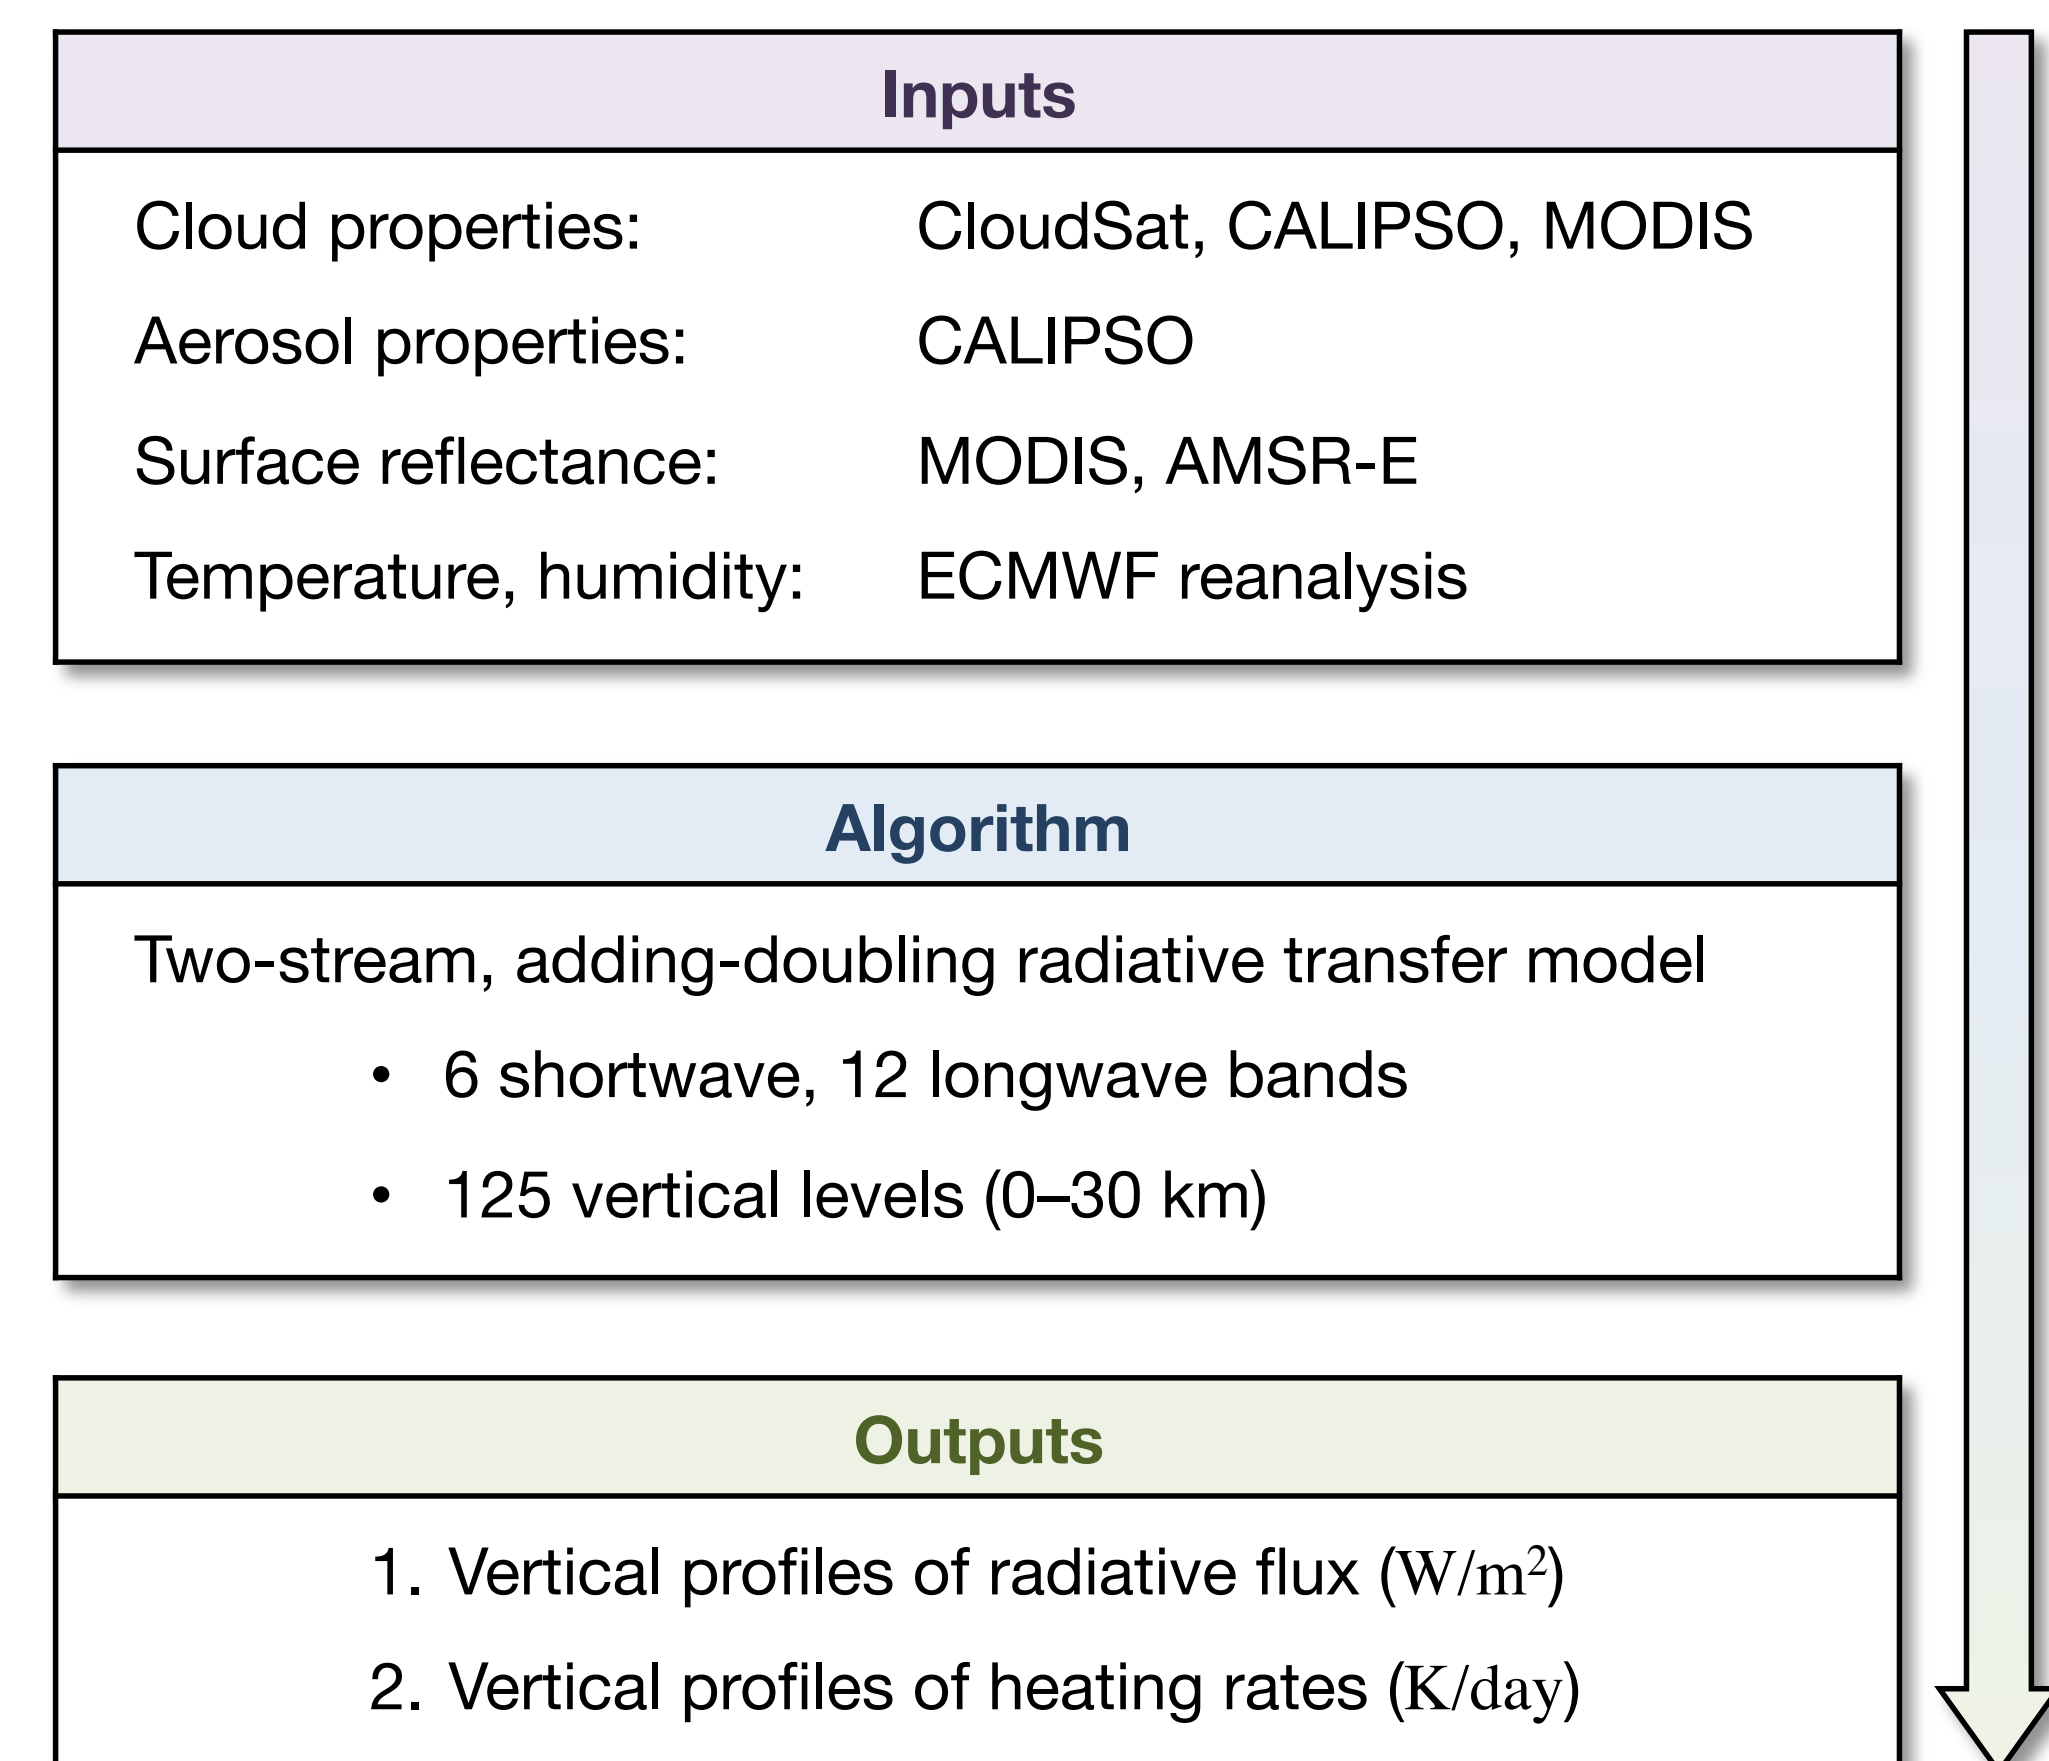 Inputs
Cloud properties: CloudSat, CALIPSO, MODIS
Aerosol properties: CALIPSO
Surface reflectance: MODIS, AMSR-E
Temperature, humidity: ECMWF reanalysis
Algorithm
Two-stream, adding-doubling radiative transfer model
• 6 shortwave, 12 longwave bands
• 125 vertical levels (0–30 km)
Outputs
1. Vertical profiles of radiative flux (W/m²)
2. Vertical profiles of heating rates (K/day)